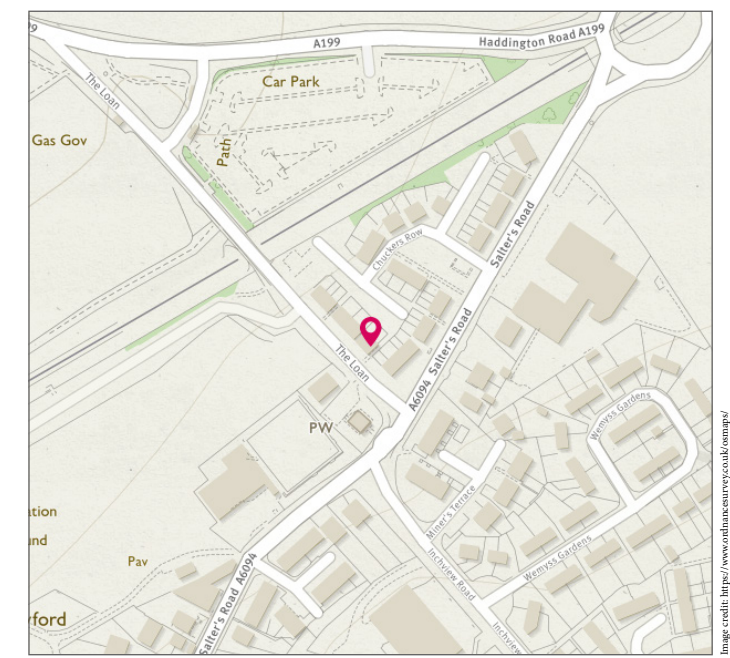 99
A199
Haddington Road A199
The Loan
Car Park
Gas Gov
Path
Salter's Road
Chuckers Row
The Loan
A6094 Salter's Road
PW
Wemyss Gardens
ation
und
Miner's Terrace
Pav
Inchview Road
Wemyss Gardens
Salter's Road A6094
yford
Inchview
Image credit: https://www.ordnancesurvey.co.uk/osmaps/